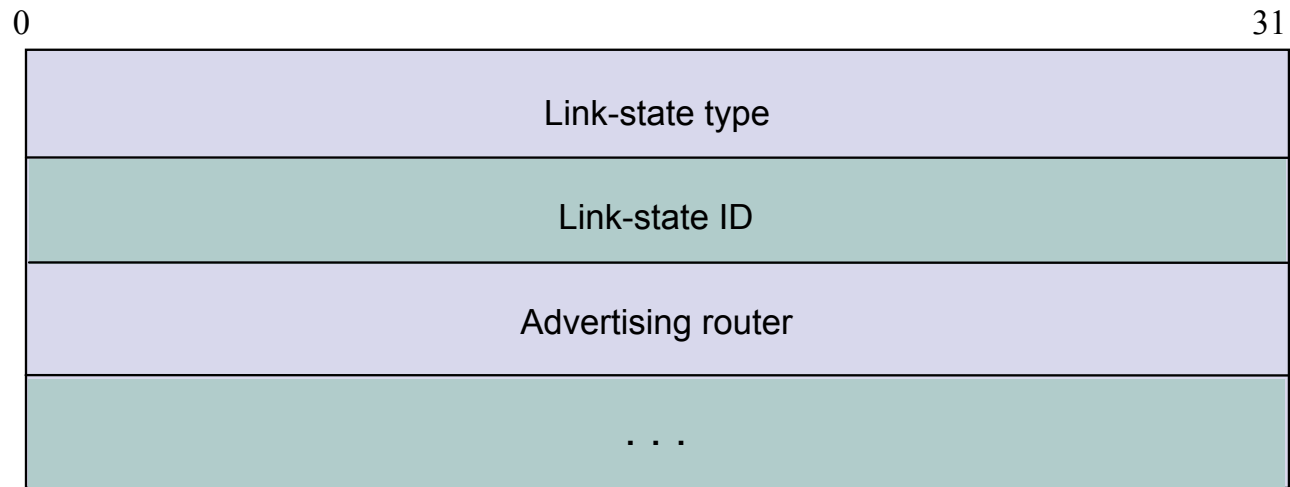 0 31
Link-state type
Link-state ID
Advertising router
. . .